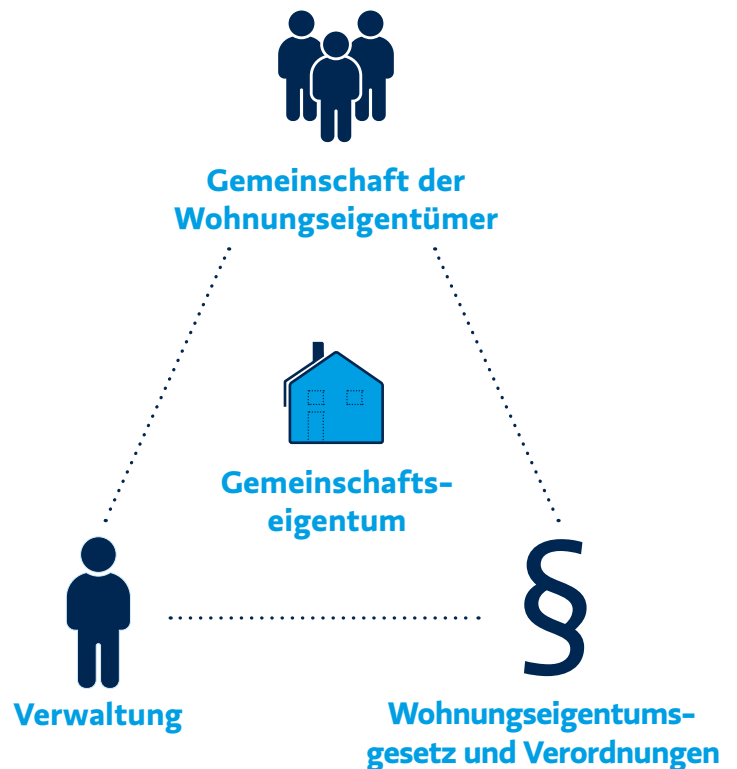 Gemeinschaft der
Wohnungseigentümer
Gemeinschafts-
eigentum
§
Verwaltung
Wohnungseigentums-
gesetz und Verordnungen